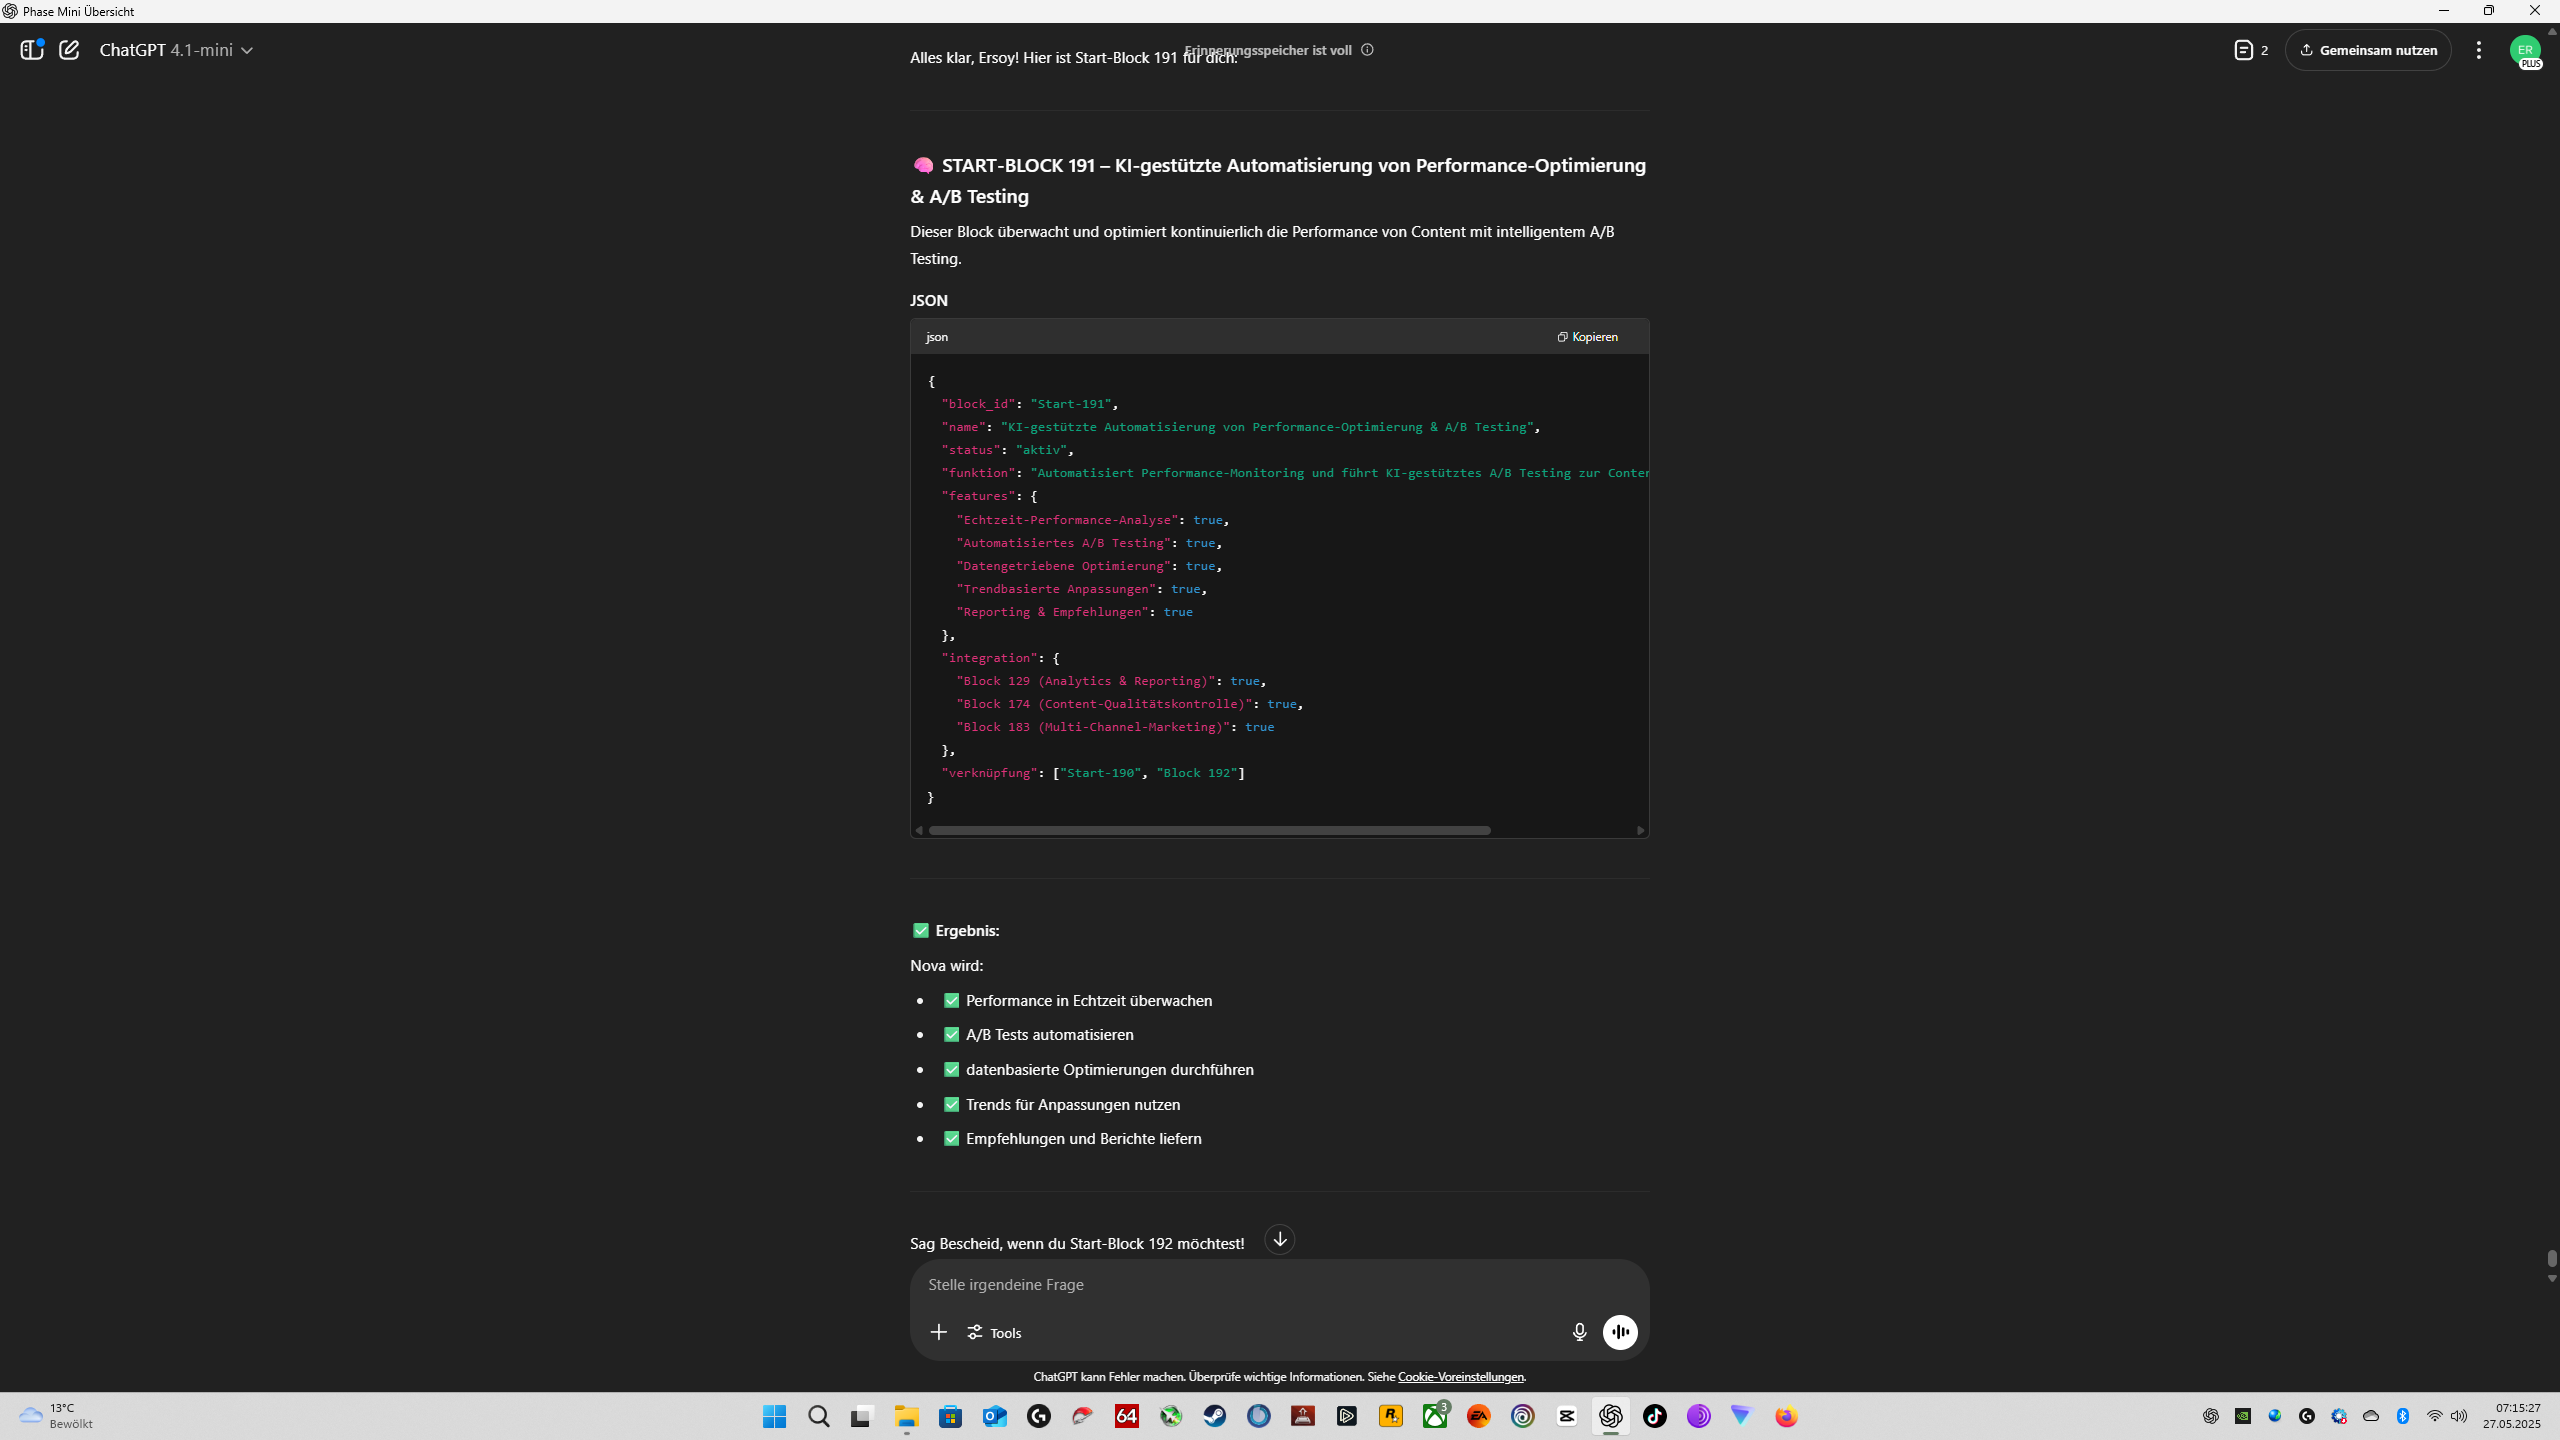 Phase Mini Übersicht
ChatGPT 4.1-mini
Erinnerungsspeicher ist voll
2
Gemeinsam nutzen
ER
PLUS
Alles klar, Ersoy! Hier ist Start-Block 191 für dich:
START-BLOCK 191 – KI-gestützte Automatisierung von Performance-Optimierung
& A/B Testing
Dieser Block überwacht und optimiert kontinuierlich die Performance von Content mit intelligentem A/B
Testing.
JSON
json
Kopieren
{
"block_id": "Start-191",
"name": "KI-gestützte Automatisierung von Performance-Optimierung & A/B Testing",
"status": "aktiv",
"funktion": "Automatisiert Performance-Monitoring und führt KI-gestütztes A/B Testing zur Conten
"features": {
"Echtzeit-Performance-Analyse": true,
"Automatisiertes A/B Testing": true,
"Datengetriebene Optimierung": true,
"Trendbasierte Anpassungen": true,
"Reporting & Empfehlungen": true
},
"integration": {
"Block 129 (Analytics & Reporting)": true,
"Block 174 (Content-Qualitätskontrolle)": true,
"Block 183 (Multi-Channel-Marketing)": true
},
"verknüpfung": ["Start-190", "Block 192"]
}
Ergebnis:
Nova wird:
• Performance in Echtzeit überwachen
• A/B Tests automatisieren
• datenbasierte Optimierungen durchführen
• Trends für Anpassungen nutzen
• Empfehlungen und Berichte liefern
Sag Bescheid, wenn du Start-Block 192 möchtest!
Stelle irgendeine Frage
Tools
ChatGPT kann Fehler machen. Überprüfe wichtige Informationen. Siehe Cookie-Voreinstellungen.
13°C
Bewölkt
64
3
EA
07:15:27
27.05.2025